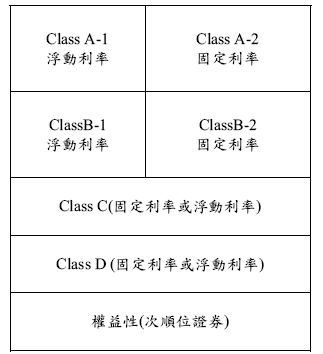 Class A-1
浮動利率
Class A-2
固定利率
ClassB-1
浮動利率
ClassB-2
固定利率
Class C(固定利率或浮動利率)
Class D (固定利率或浮動利率)
權益性(次順位證券)